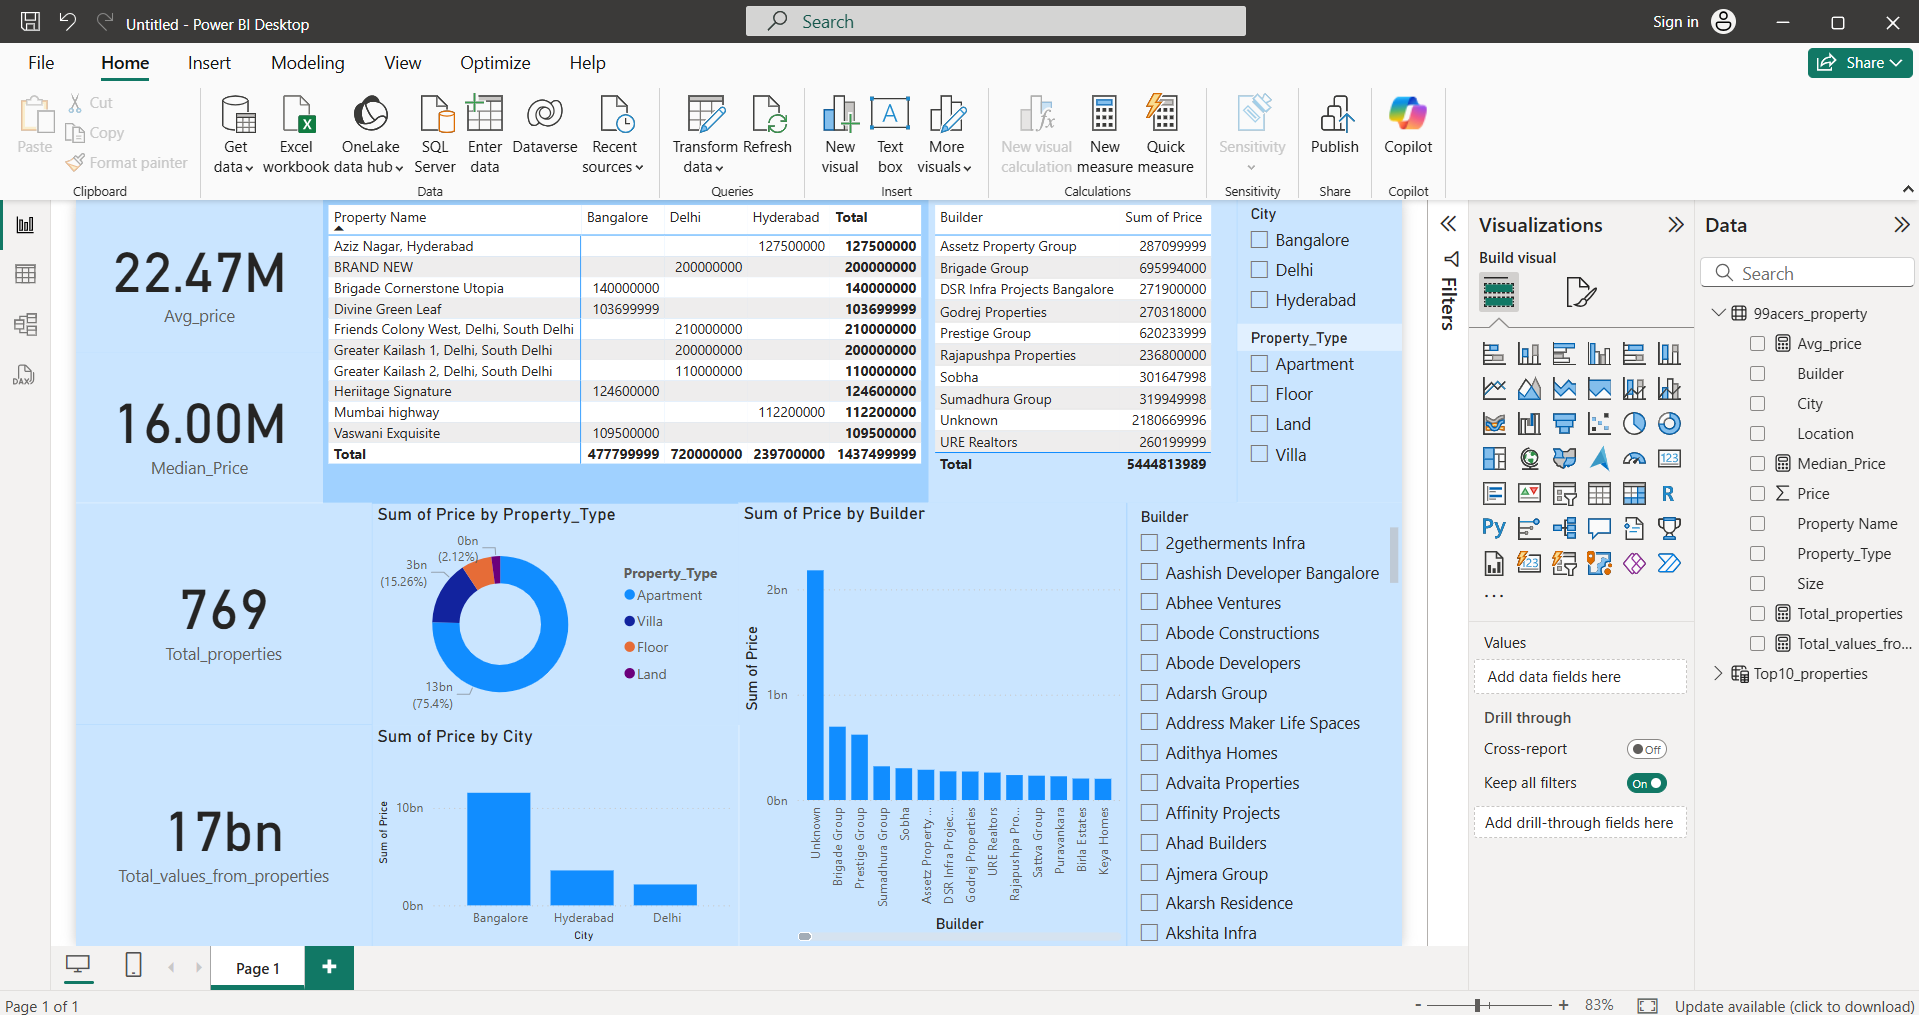 Untitled - Power BI Desktop
Search
Sign in
File Home Insert Modeling View Optimize Help
Share
Paste
Cut
Copy
Format painter
Clipboard
Get data
Excel workbook
OneLake data hub
SQL Server
Enter data
Dataverse
Recent sources
Data
Transform data
Refresh
Queries
New visual
Text box
More visuals
Insert
New visual calculation
New measure
Quick measure
Calculations
Sensitivity
Sensitivity
Publish
Share
Copilot
Copilot
22.47M
Avg_price
16.00M
Median_Price
769
Total_properties
17bn
Total_values_from_properties
Property Name Bangalore Delhi Hyderabad Total
Aziz Nagar, Hyderabad 127500000 127500000
BRAND NEW 200000000 200000000
Brigade Cornerstone Utopia 140000000 140000000
Divine Green Leaf 103699999 103699999
Friends Colony West, Delhi, South Delhi 210000000 210000000
Greater Kailash 1, Delhi, South Delhi 200000000 200000000
Greater Kailash 2, Delhi, South Delhi 110000000 110000000
Heriitage Signature 124600000 124600000
Mumbai highway 112200000 112200000
Vaswani Exquisite 109500000 109500000
Total 477799999 720000000 239700000 1437499999
Builder Sum of Price
Assetz Property Group 287099999
Brigade Group 695994000
DSR Infra Projects Bangalore 271900000
Godrej Properties 270318000
Prestige Group 620233999
Rajapushpa Properties 236800000
Sobha 301647998
Sumadhura Group 319949998
Unknown 2180669996
URE Realtors 260199999
Total 5444813989
City
Bangalore
Delhi
Hyderabad
Property_Type
Apartment
Floor
Land
Villa
Sum of Price by Property_Type
0bn
(2.12%)
3bn
(15.26%)
13bn
(75.4%)
Property_Type
Apartment
Villa
Floor
Land
Sum of Price by City
Sum of Price
10bn
0bn
Bangalore Hyderabad Delhi
City
Sum of Price by Builder
Sum of Price
2bn
1bn
0bn
Unknown
Brigade Group
Prestige Group
Sumadhura Group
Sobha
Assetz Property ...
DSR Infra Projec...
Godrej Properties
URE Realtors
Rajapushpa Pro...
Sattva Group
Puravankara
Birla Estates
Keya Homes
Builder
Builder
2getherments Infra
Aashish Developer Bangalore
Abhee Ventures
Abode Constructions
Abode Developers
Adarsh Group
Address Maker Life Spaces
Adithya Homes
Advaita Properties
Affinity Projects
Ahad Builders
Ajmera Group
Akarsh Residence
Akshita Infra
Filters
Visualizations
Build visual
123
R
Py
123
...
Values
Add data fields here
Drill through
Cross-report Off
Keep all filters On
Add drill-through fields here
Data
Search
99acers_property
Avg_price
Builder
City
Location
Median_Price
Price
Property Name
Property_Type
Size
Total_properties
Total_values_fro...
Top10_properties
Page 1
Page 1 of 1
- + 83%
Update available (click to download)